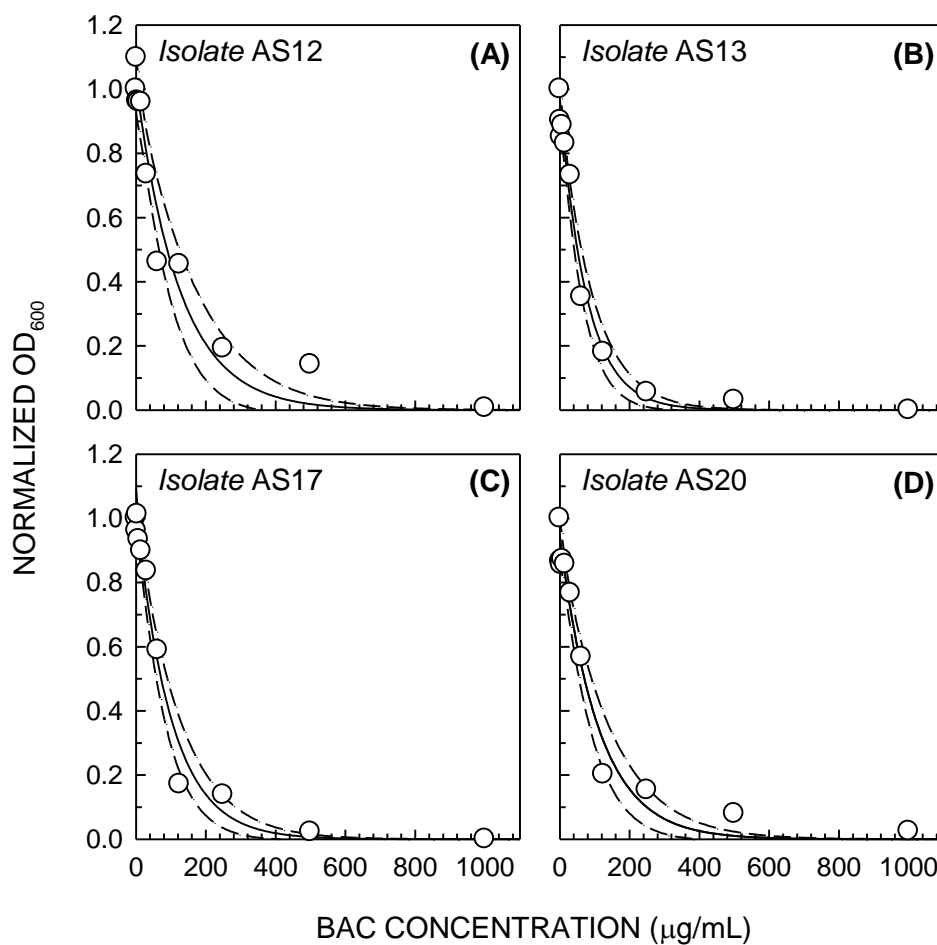 Isolate AS12 (A)
Isolate AS13 (B)
1.2
1.0
0.8
0.6
0.4
0.2
0.0
Isolate AS17 (C)
Isolate AS20 (D)
1.2
1.0
0.8
0.6
0.4
0.2
0.0
NORMALIZED OD600
0 200 400 600 800 1000
0 200 400 600 800 1000
BAC CONCENTRATION (µg/mL)